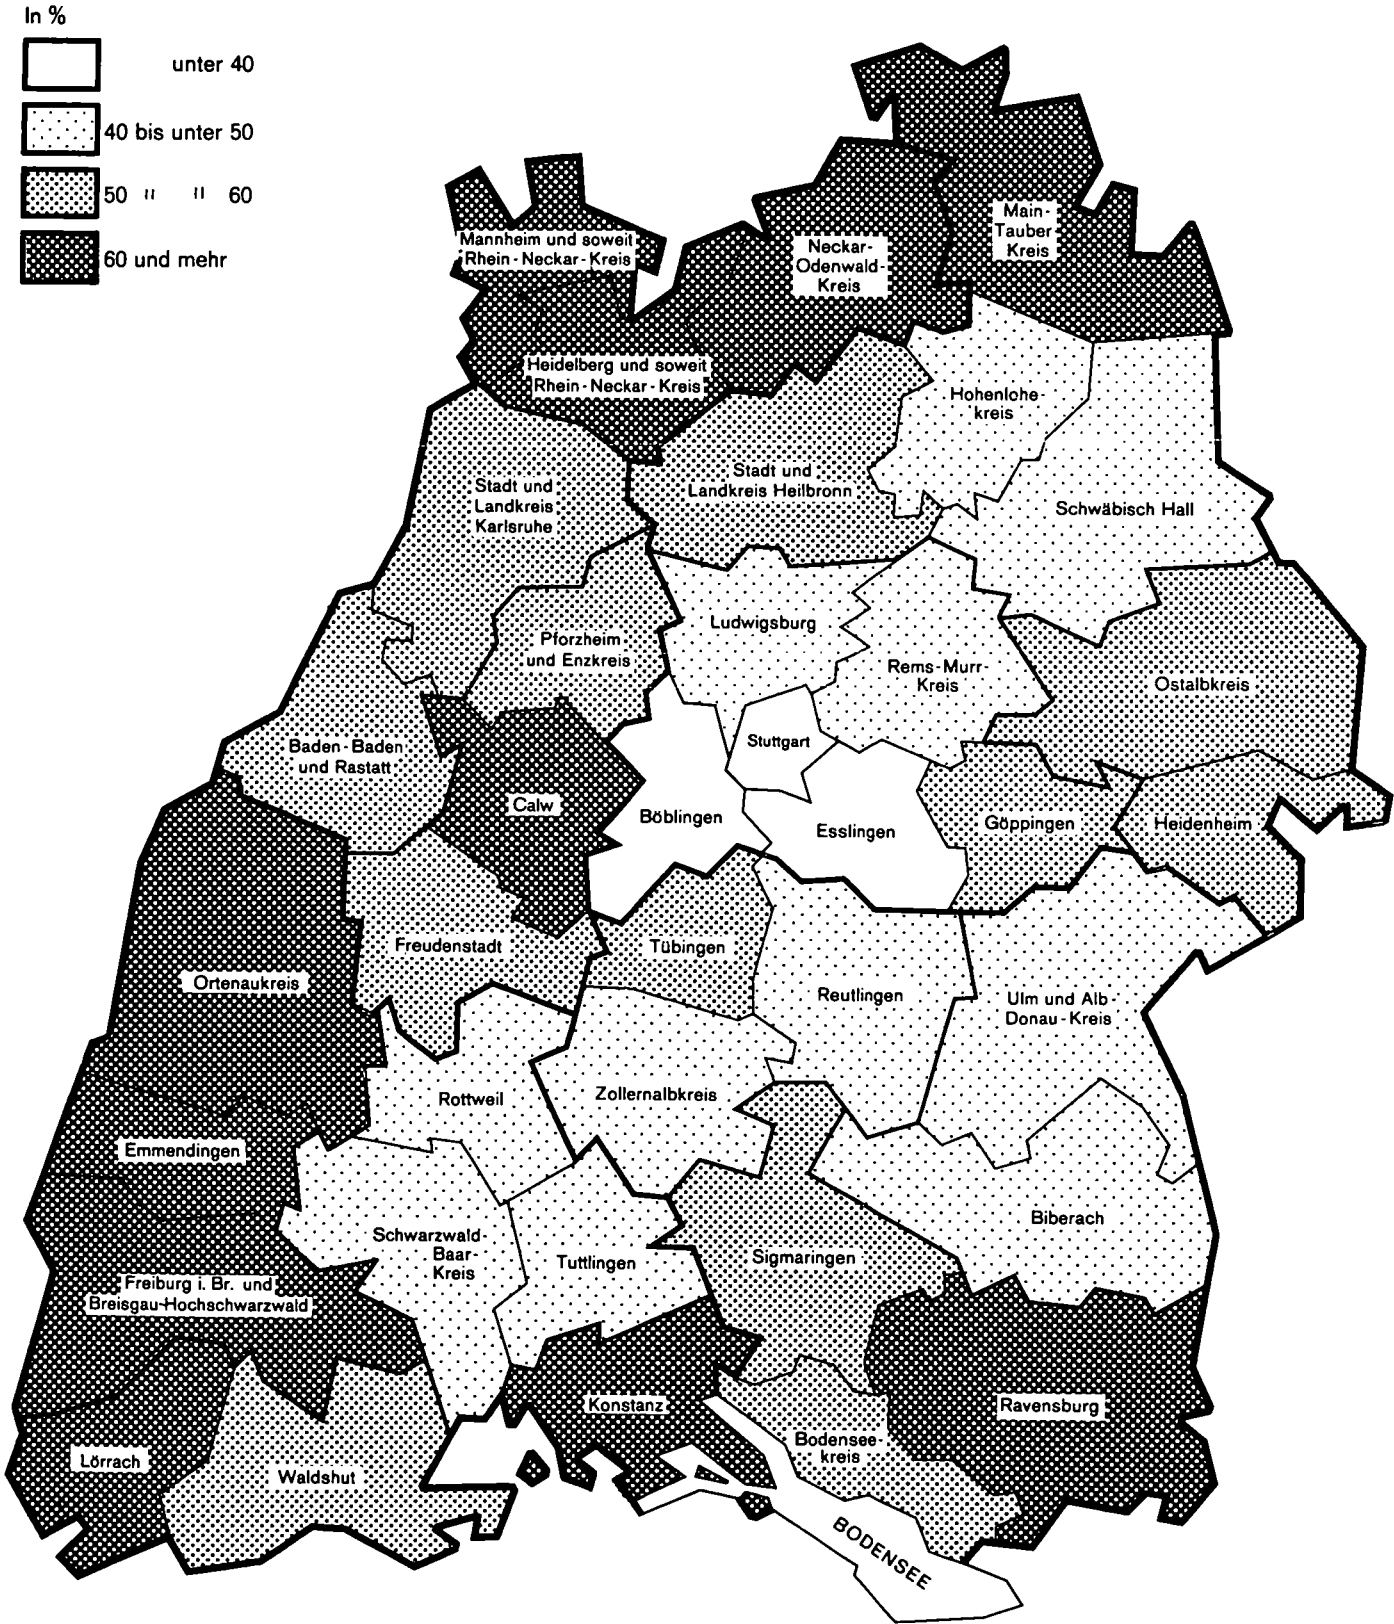 In %
unter 40
40 bis unter 50
50 " " 60
60 und mehr
Main-
Tauber-
Kreis
Mannheim und soweit
Rhein-Neckar-Kreis
Neckar-
Odenwald-
Kreis
Heidelberg und soweit
Rhein-Neckar-Kreis
Hohenlohe-
kreis
Stadt und
Landkreis
Karlsruhe
Stadt und
Landkreis Heilbronn
Schwäbisch Hall
Pforzheim
und Enzkreis
Ludwigsburg
Rems-Murr-
Kreis
Ostalbkreis
Baden-Baden
und Rastatt
Stuttgart
Calw
Böblingen
Esslingen
Göppingen
Heidenheim
Freudenstadt
Tübingen
Ortenaukreis
Reutlingen
Ulm und Alb-
Donau-Kreis
Rottweil
Zollernalbkreis
Emmendingen
Biberach
Schwarzwald-
Baar-
Kreis
Tuttlingen
Sigmaringen
Freiburg i. Br. und
Breisgau-Hochschwarzwald
Konstanz
Ravensburg
Lörrach
Waldshut
Bodensee-
kreis
BODENSEE